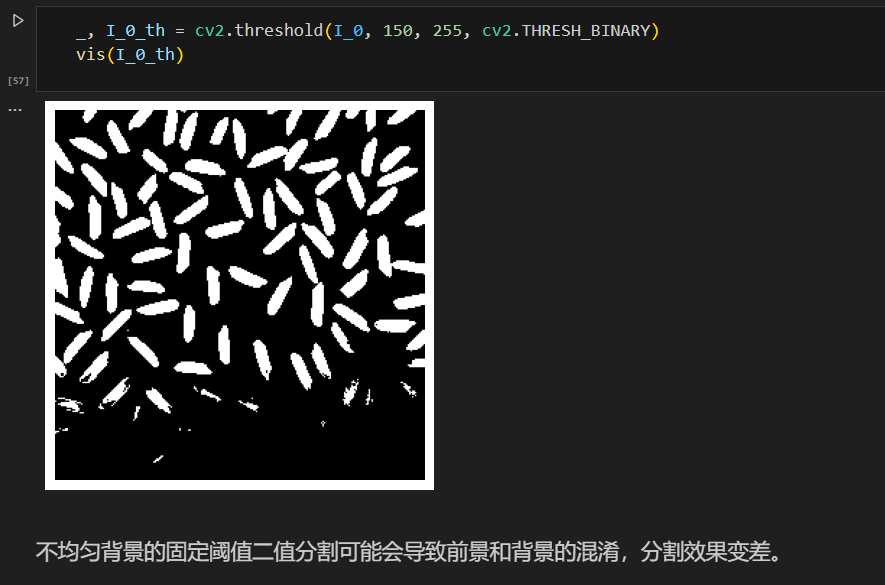 _, I_0_th = cv2.threshold(I_0, 150, 255, cv2.THRESH_BINARY)
vis(I_0_th)
[57]
...
不均匀背景的固定阈值二值分割可能会导致前景和背景的混淆，分割效果变差。